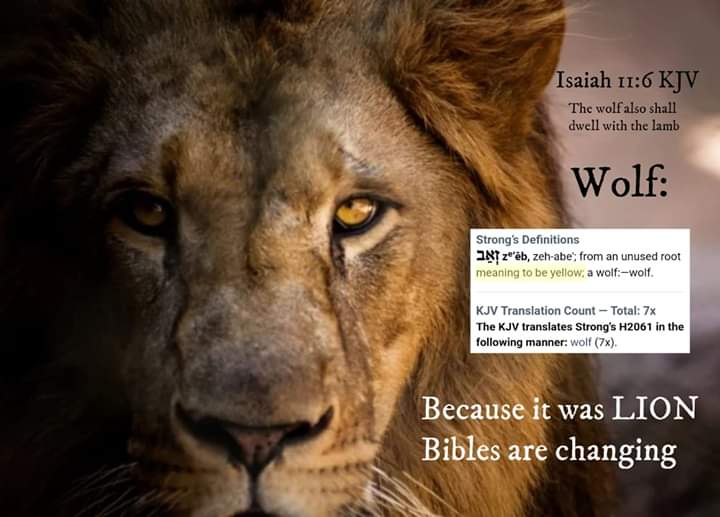 Isaiah 11:6 KJV
The wolf also shall
dwell with the lamb
Wolf:
Strong's Definitions
זְאֵב zᵉʼêb, zeh-abe'; from an unused root
meaning to be yellow; a wolf:—wolf.
KJV Translation Count — Total: 7x
The KJV translates Strong's H2061 in the
following manner: wolf (7x).
Because it was LION
Bibles are changing